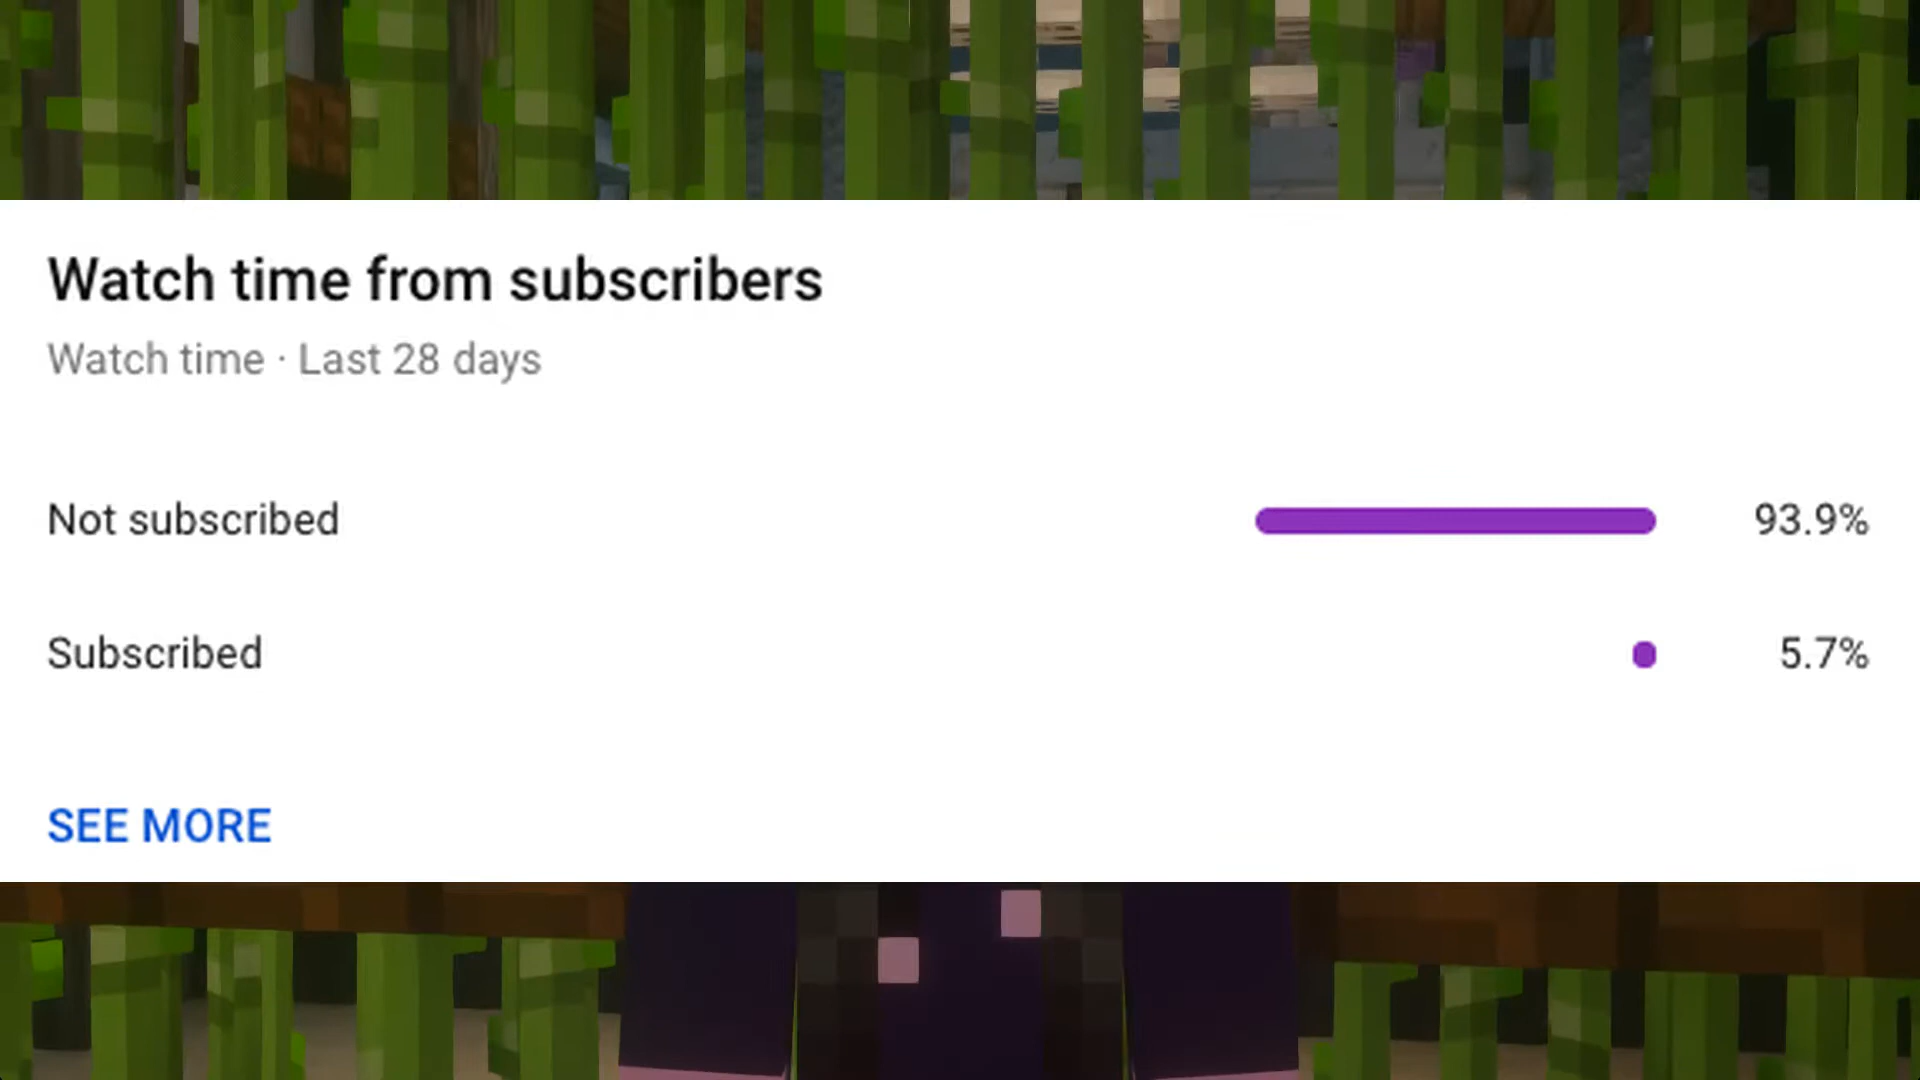 Watch time from subscribers
Watch time · Last 28 days
Not subscribed 93.9%
Subscribed 5.7%
SEE MORE